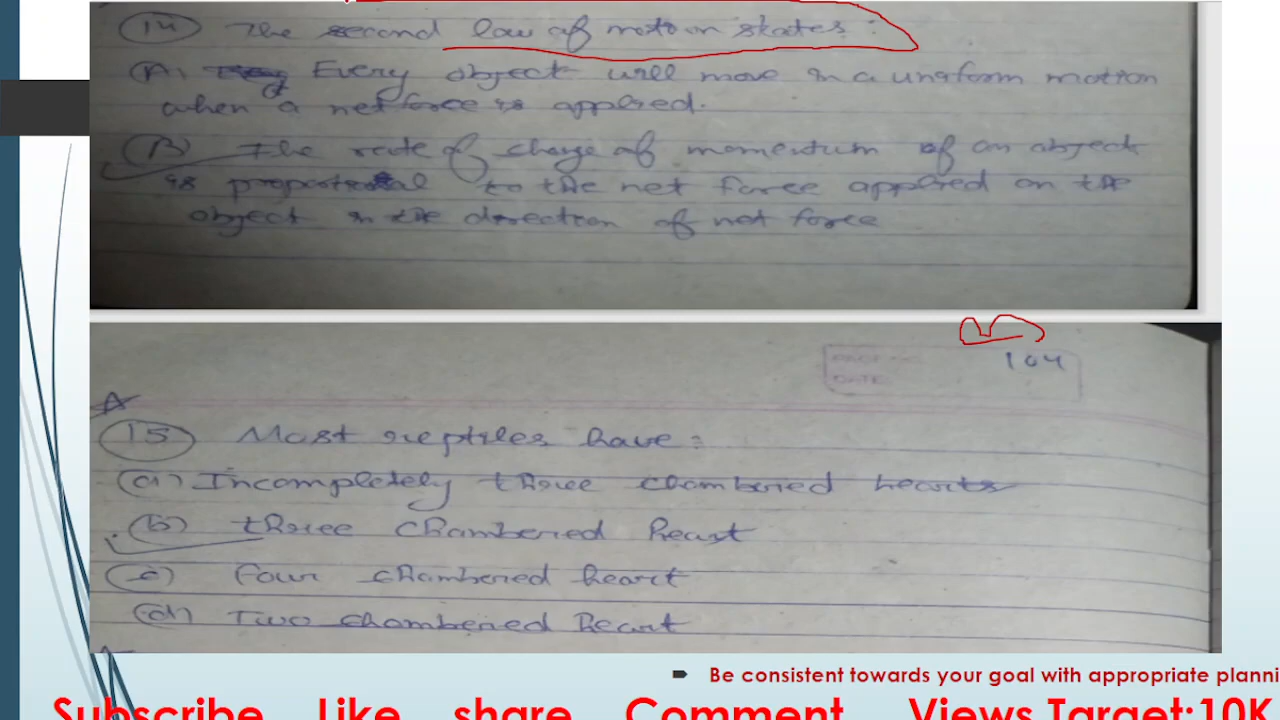 14 The second law of motion states:
(A) Every object will move in a uniform motion
when a net force is applied.
(B) The rate of change of momentum of an object
is proportional to the net force applied on the
object in the direction of net force
104
PAGE
DATE
15 Most reptiles have:
(a) Incompletely three chambered hearts
(b) three chambered heart
(c) four chambered heart
(d) Two chambered heart
Be consistent towards your goal with appropriate planni
Subscribe Like share Comment Views Target:10K